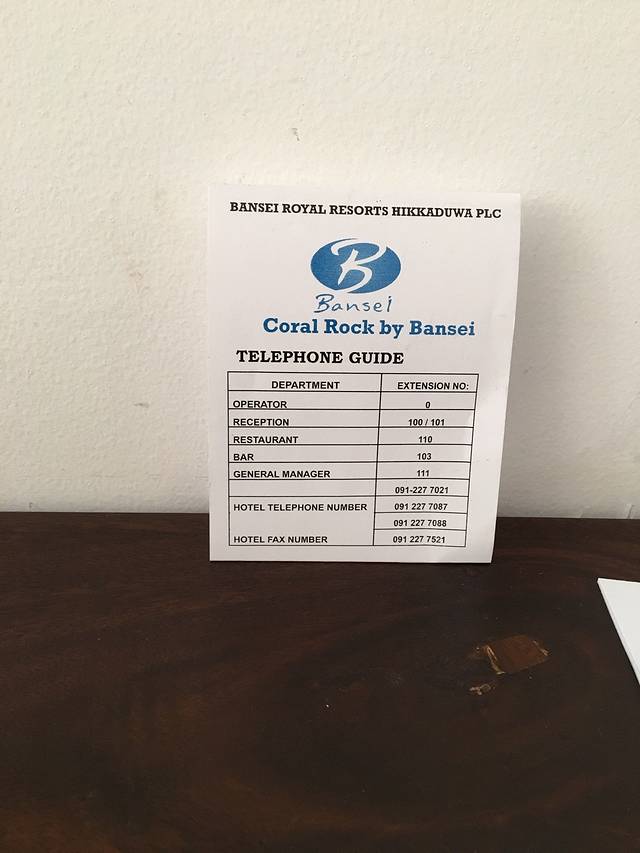 BANSEI ROYAL RESORTS HIKKADUWA PLC
B
Bansei
Coral Rock by Bansei
TELEPHONE GUIDE
DEPARTMENT EXTENSION NO:
OPERATOR 0
RECEPTION 100 / 101
RESTAURANT 110
BAR 103
GENERAL MANAGER 111
091-227 7021
HOTEL TELEPHONE NUMBER 091 227 7087
091 227 7088
HOTEL FAX NUMBER 091 227 7521